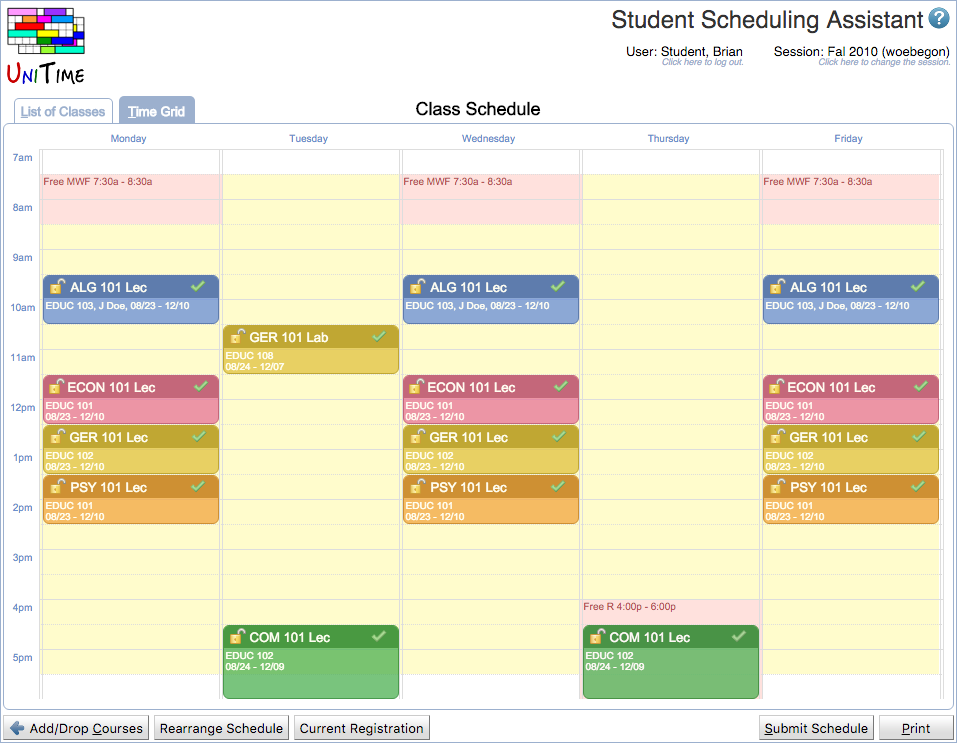 UniTime
Student Scheduling Assistant ?
User: Student, Brian
Click here to log out.
Session: Fal 2010 (woebegon)
Click here to change the session.
List of Classes
Time Grid
Class Schedule
Monday Tuesday Wednesday Thursday Friday
7am
Free MWF 7:30a - 8:30a
Free MWF 7:30a - 8:30a
Free MWF 7:30a - 8:30a
8am
9am
ALG 101 Lec
EDUC 103, J Doe, 08/23 - 12/10
ALG 101 Lec
EDUC 103, J Doe, 08/23 - 12/10
ALG 101 Lec
EDUC 103, J Doe, 08/23 - 12/10
10am
GER 101 Lab
EDUC 108
08/24 - 12/07
11am
ECON 101 Lec
EDUC 101
08/23 - 12/10
ECON 101 Lec
EDUC 101
08/23 - 12/10
ECON 101 Lec
EDUC 101
08/23 - 12/10
12pm
GER 101 Lec
EDUC 102
08/23 - 12/10
GER 101 Lec
EDUC 102
08/23 - 12/10
GER 101 Lec
EDUC 102
08/23 - 12/10
1pm
PSY 101 Lec
EDUC 101
08/23 - 12/10
PSY 101 Lec
EDUC 101
08/23 - 12/10
PSY 101 Lec
EDUC 101
08/23 - 12/10
2pm
3pm
4pm
Free R 4:00p - 6:00p
COM 101 Lec
EDUC 102
08/24 - 12/09
COM 101 Lec
EDUC 102
08/24 - 12/09
5pm
Add/Drop Courses
Rearrange Schedule
Current Registration
Submit Schedule
Print